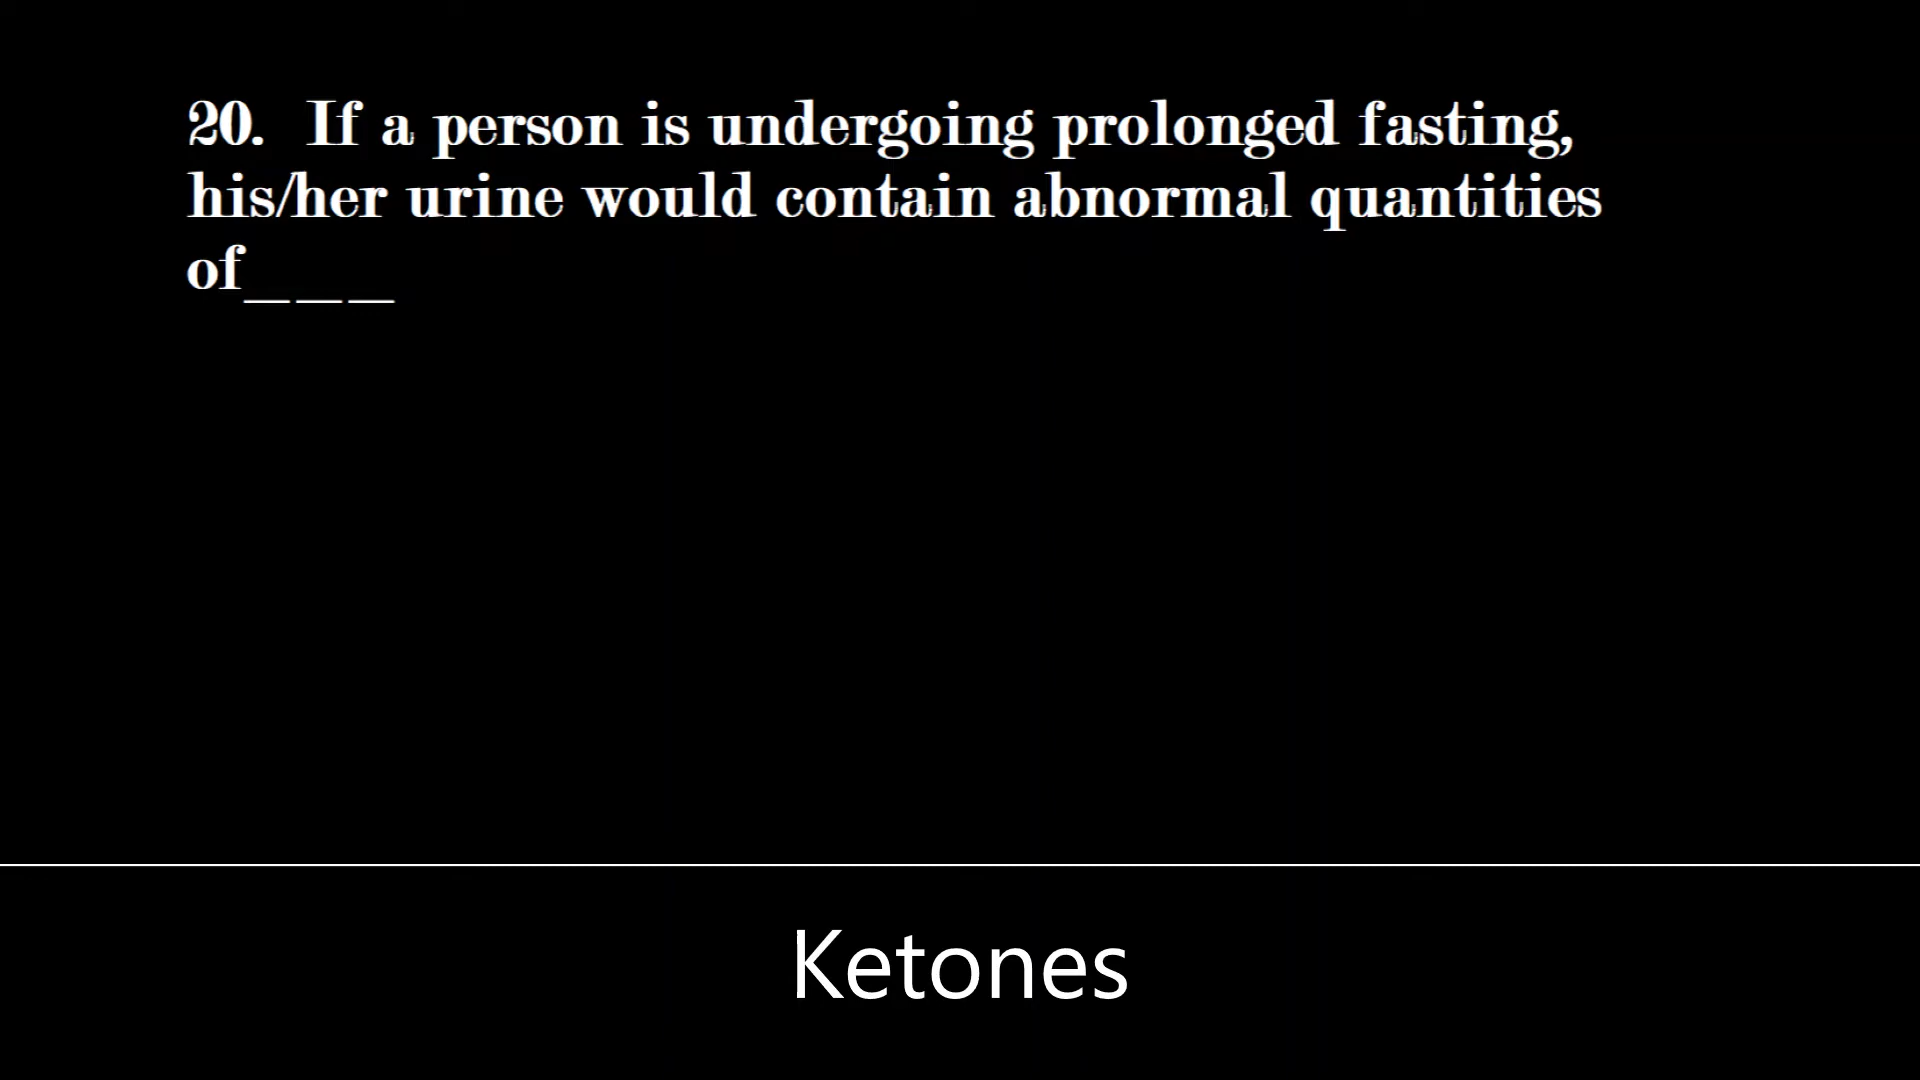 20. If a person is undergoing prolonged fasting,
his/her urine would contain abnormal quantities
of___
Ketones